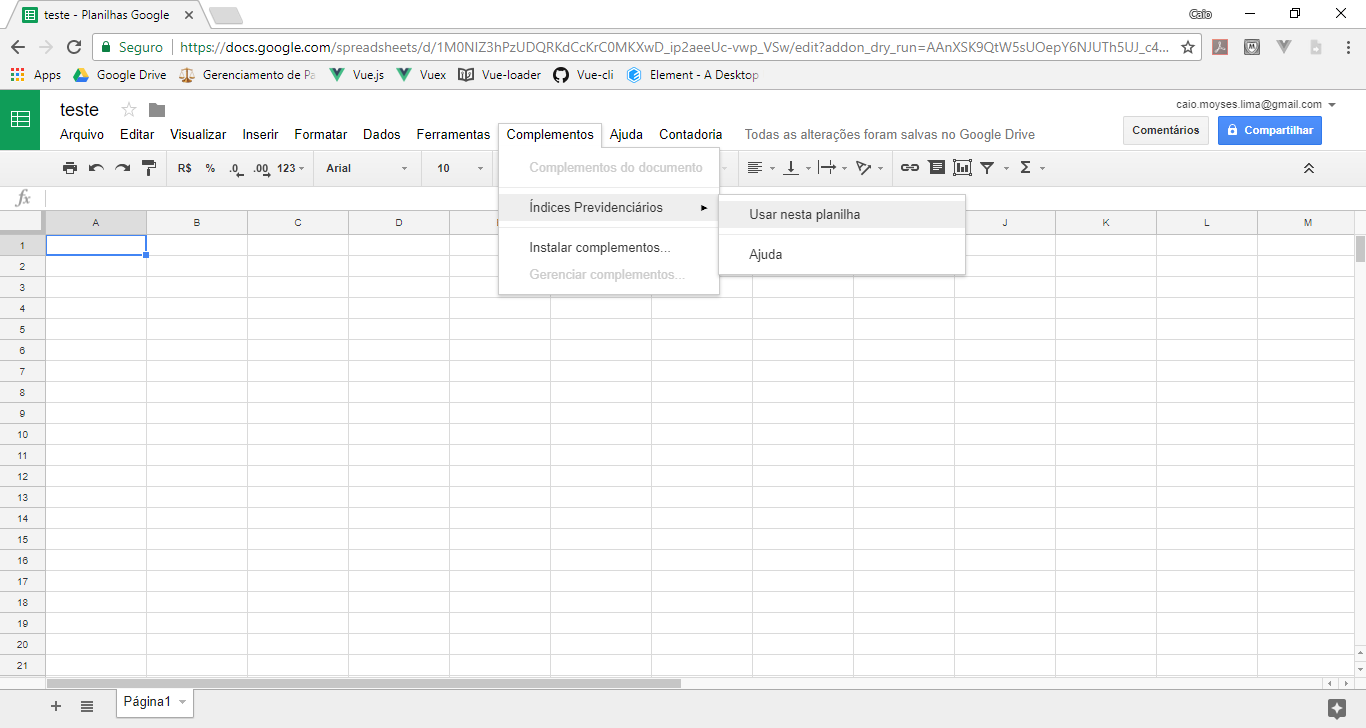 teste - Planilhas Google
Caio
Seguro https://docs.google.com/spreadsheets/d/1M0NIZ3hPzUDQRKdCcKrC0MKXwD_ip2aeeUc-vwp_VSw/edit?addon_dry_run=AAnXSK9QtW5sUOepY6NJUTh5UJ_c4...
Apps Google Drive Gerenciamento de Pa Vue.js Vuex Vue-loader Vue-cli Element - A Desktop
teste
caio.moyses.lima@gmail.com
Arquivo Editar Visualizar Inserir Formatar Dados Ferramentas Complementos Ajuda Contadoria Todas as alterações foram salvas no Google Drive
Comentários Compartilhar
R$ % .0 .00 123 Arial 10 Σ
Complementos do documento
fx
Índices Previdenciários
Usar nesta planilha
A B C D J K L M
Instalar complementos...
Ajuda
Gerenciar complementos...
1
2
3
4
5
6
7
8
9
10
11
12
13
14
15
16
17
18
19
20
21
Página1